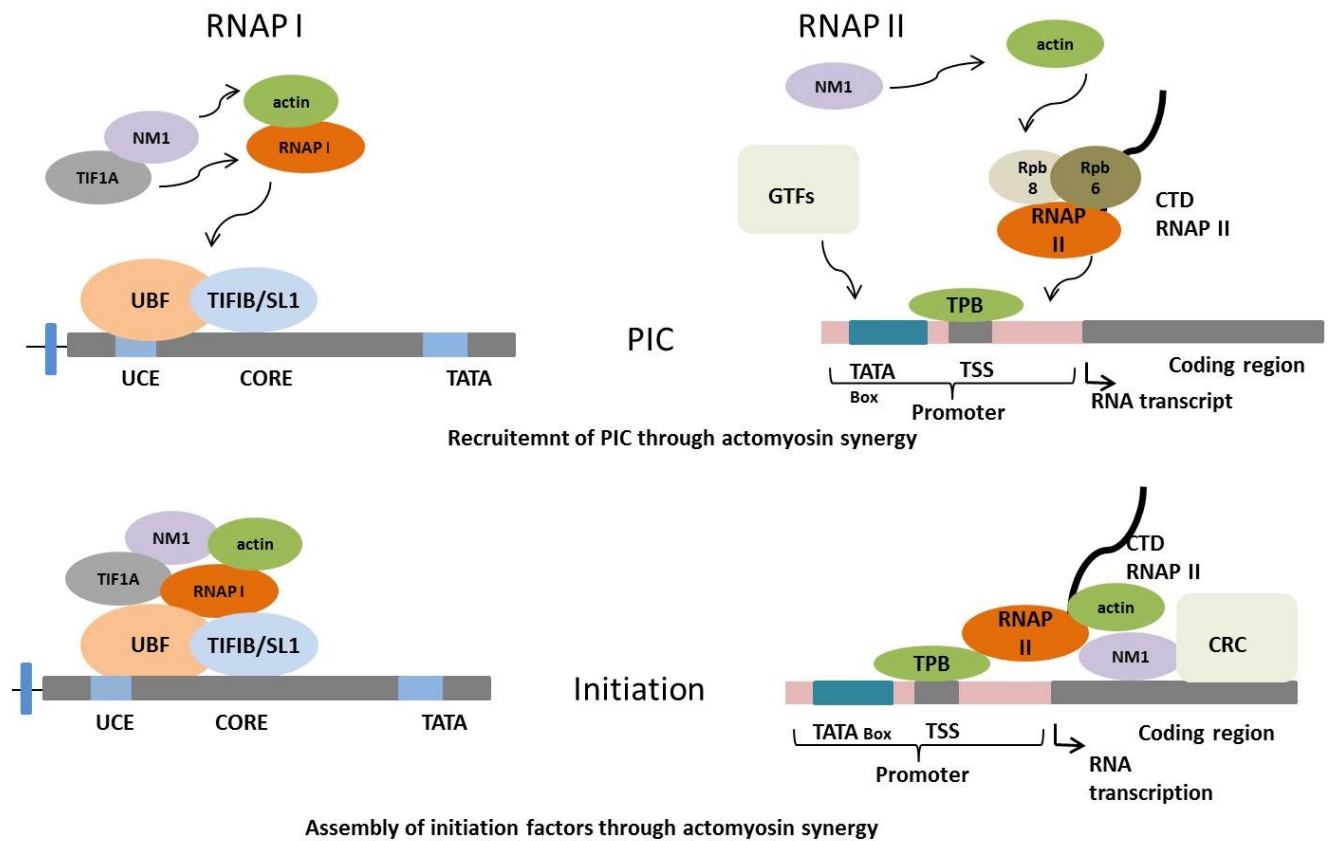 RNAP I
RNAP II
actin
NM1
RNAP I
TIF1A
UBF
TIFIB/SL1
UCE
CORE
TATA
PIC
NM1
actin
GTFs
Rpb
8
Rpb
6
RNAP
II
CTD
RNAP II
TPB
TATA
Box
TSS
Promoter
Coding region
RNA transcript
Recruitemnt of PIC through actomyosin synergy
NM1
actin
TIF1A
RNAP I
UBF
TIFIB/SL1
UCE
CORE
TATA
Initiation
CTD
RNAP II
actin
RNAP
II
NM1
CRC
TPB
TATA Box
TSS
Promoter
Coding region
RNA
transcription
Assembly of initiation factors through actomyosin synergy